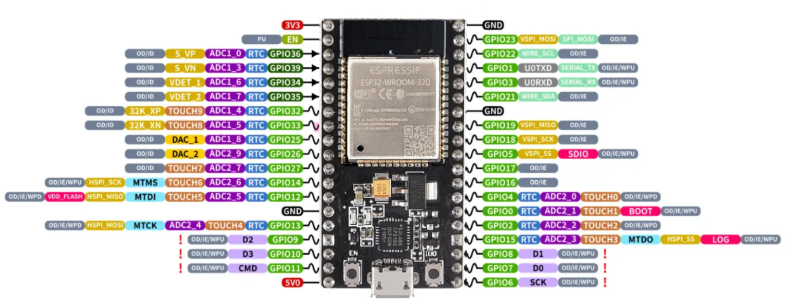 3V3 GND
PU EN GPIO23 VSPI_MOSI SPI_MOSI OD/IE
OD/ID S_VP ADC1_0 RTC GPIO36 GPIO22 WIRE_SCL OD/IE
OD/ID S_VN ADC1_3 RTC GPIO39 GPIO1 U0TXD SERIAL_TX OD/IE/WPU
OD/ID VDET_1 ADC1_6 RTC GPIO34 GPIO3 U0RXD SERIAL_RX OD/IE/WPU
OD/ID VDET_2 ADC1_7 RTC GPIO35 ESPRESSIF GPIO21 WIRE_SDA OD/IE
OD/ID 32K_XP TOUCH9 ADC1_4 RTC GPIO32 ESP32-WROOM-32D GND
OD/ID 32K_XN TOUCH8 ADC1_5 RTC GPIO33 GPIO19 VSPI_MISO OD/IE
OD/ID DAC_1 ADC1_8 RTC GPIO25 GPIO18 VSPI_SCK OD/IE
OD/ID DAC_2 ADC2_9 RTC GPIO26 GPIO5 VSPI_SS SDIO OD/IE/WPU
OD/ID TOUCH7 ADC2_7 RTC GPIO27 GPIO17 OD/IE
OD/IE/WPU HSPI_SCK MTMS TOUCH6 ADC2_6 RTC GPIO14 GPIO16 OD/IE
OD/IE/WPD VDD_FLASH HSPI_MISO MTDI TOUCH5 ADC2_5 RTC GPIO12 GPIO4 RTC ADC2_0 TOUCH0 OD/IE/WPD
GND GPIO0 RTC ADC2_1 TOUCH1 BOOT OD/IE/WPU
OD/IE/WPD HSPI_MOSI MTCK ADC2_4 TOUCH4 RTC GPIO13 GPIO2 RTC ADC2_2 TOUCH2 OD/IE/WPD
! OD/IE/WPU D2 GPIO9 GPIO15 RTC ADC2_3 TOUCH3 MTDO HSPI_SS LOG OD/IE/WPU
! OD/IE/WPU D3 GPIO10 EN GPIO8 D1 OD/IE/WPU !
! OD/IE/WPU CMD GPIO11 GPIO7 D0 OD/IE/WPU !
5V0 GPIO6 SCK OD/IE/WPU !